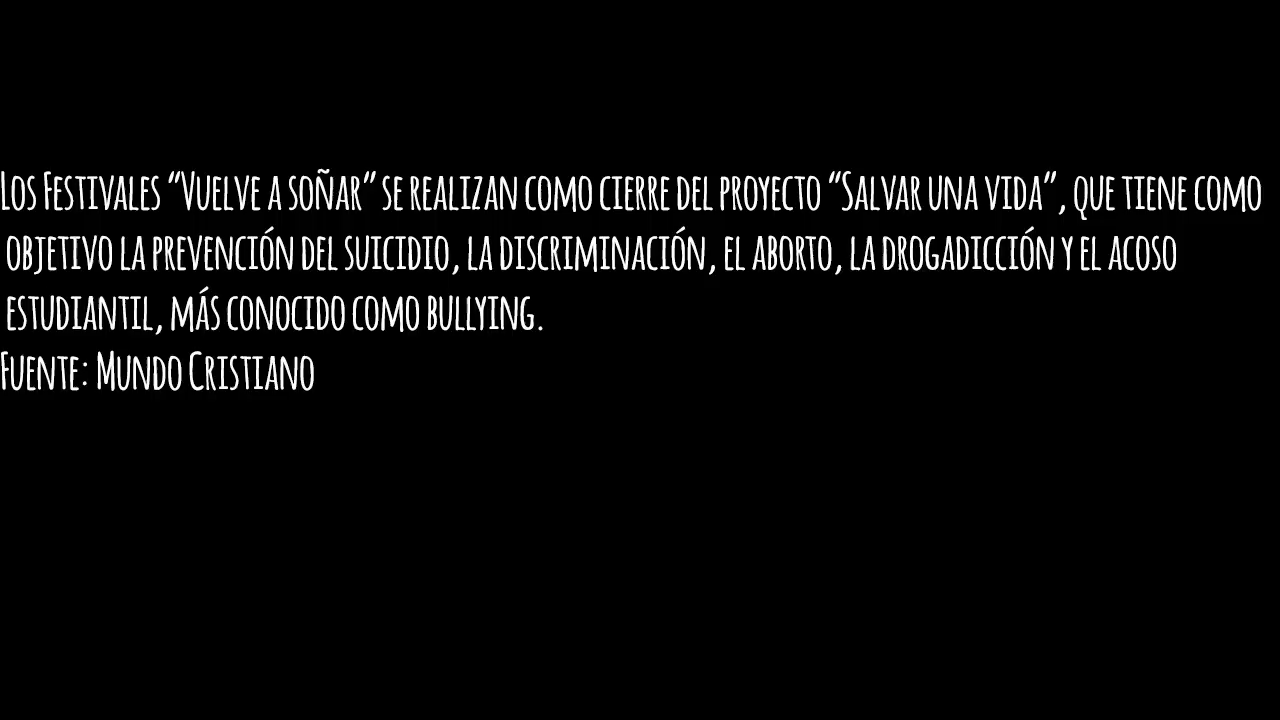 Los Festivales “Vuelve a soñar” se realizan como cierre del proyecto “Salvar una vida”, que tiene como
objetivo la prevención del suicidio, la discriminación, el aborto, la drogadicción y el acoso
estudiantil, más conocido como bullying.
Fuente: Mundo Cristiano